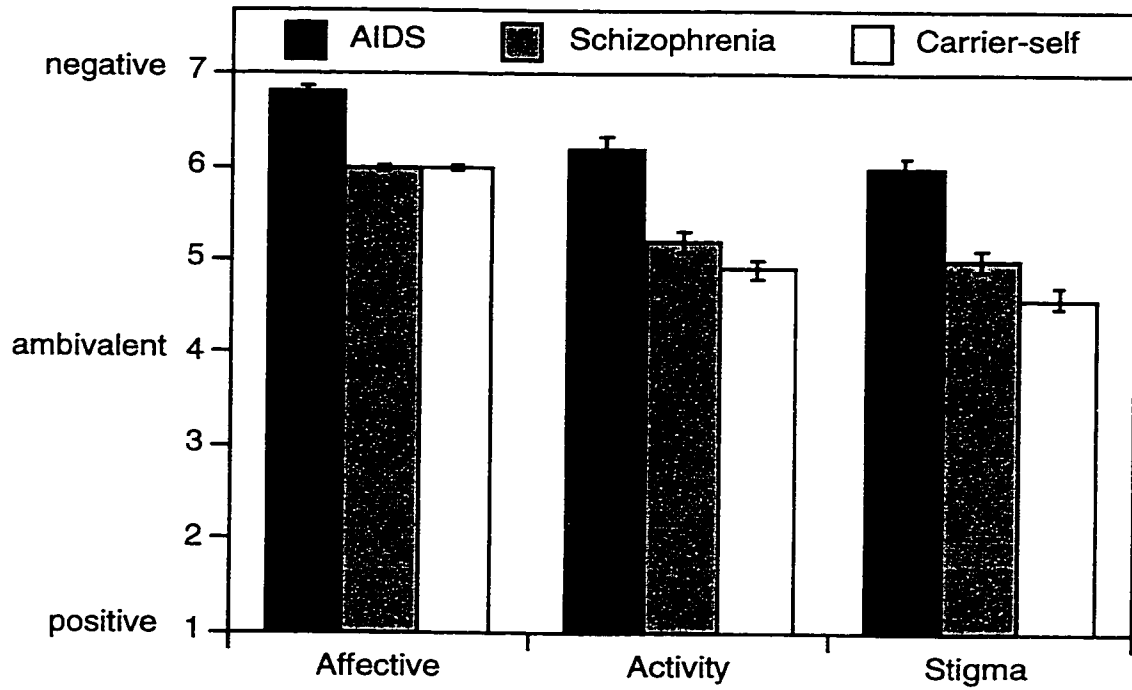 AIDS Schizophrenia Carrier-self
negative 7
6
5
ambivalent 4
3
2
positive 1
Affective Activity Stigma